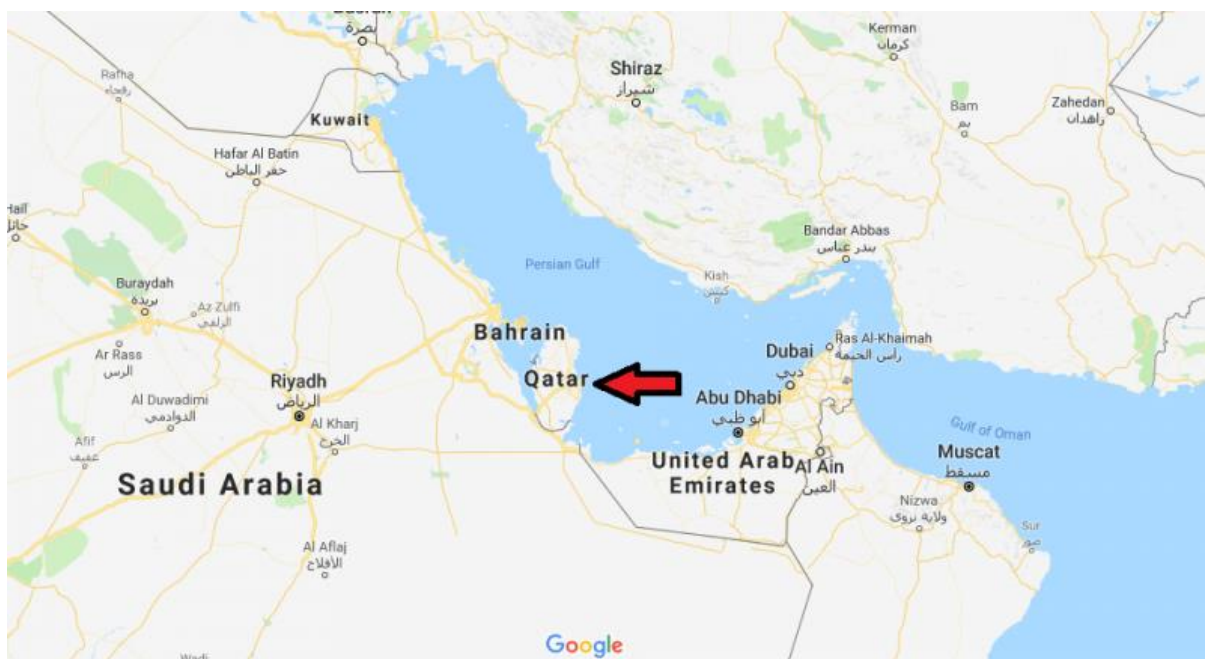 بصرة
Kerman
كرمان
Rafha
رفحاء
Shiraz
شیراز
Kuwait
Bam
بم
Zahedan
زاهدان
Hafar Al Batin
حفر الباطن
Hail
حائل
Bandar Abbas
بندر عباس
Persian Gulf
Kish
کیش
Buraydah
بريدة
Az Zulfi
الزلفي
Bahrain
Ras Al-Khaimah
رأس الخيمة
Ar Rass
الرس
Dubai
دبي
Qatar
Riyadh
الرياض
Al Duwadimi
الدوادمي
Abu Dhabi
أبو ظبي
Al Kharj
الخرج
Gulf of Oman
Afif
عفيف
Muscat
مسقط
United Arab
Emirates
Al Ain
العين
Saudi Arabia
Nizwa
ولاية نزوى
Sur
صور
Al Aflaj
الأفلاج
Google